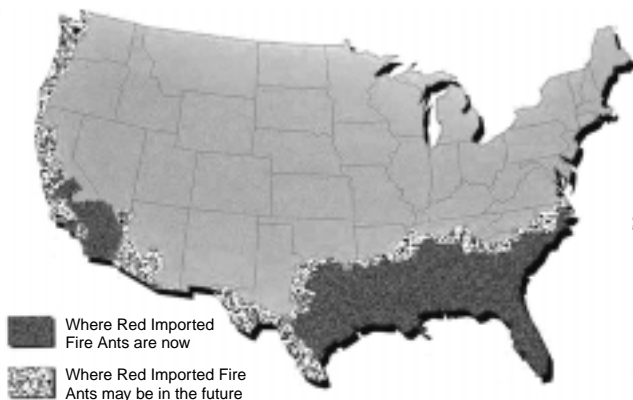 Where Red Imported
Fire Ants are now
Where Red Imported Fire
Ants may be in the future